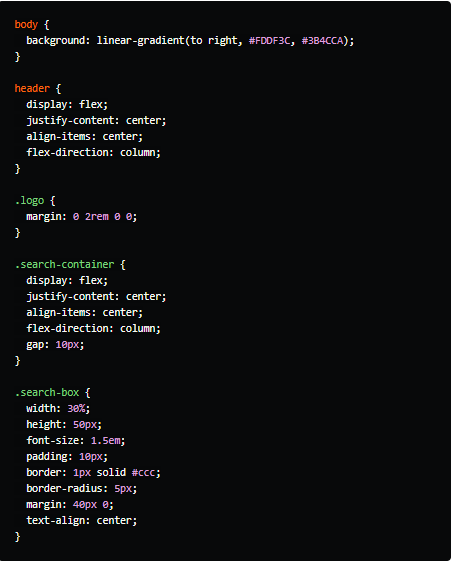 body {
  background: linear-gradient(to right, #FDDF3C, #3B4CCA);
}

header {
  display: flex;
  justify-content: center;
  align-items: center;
  flex-direction: column;
}

.logo {
  margin: 0 2rem 0 0;
}

.search-container {
  display: flex;
  justify-content: center;
  align-items: center;
  flex-direction: column;
  gap: 10px;
}

.search-box {
  width: 30%;
  height: 50px;
  font-size: 1.5em;
  padding: 10px;
  border: 1px solid #ccc;
  border-radius: 5px;
  margin: 40px 0;
  text-align: center;
}